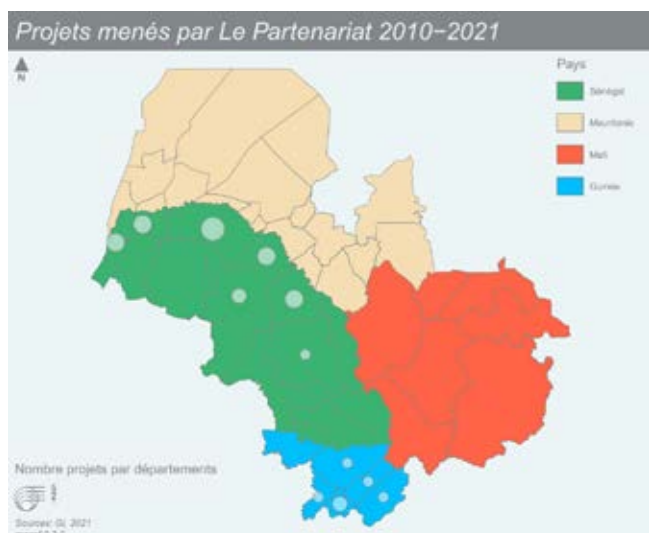 Projets menés par Le Partenariat 2010−2021
N
Pays
Sénégal
Mauritanie
Mali
Guinée
Nombre projets par départements
Sources: GI, 2021